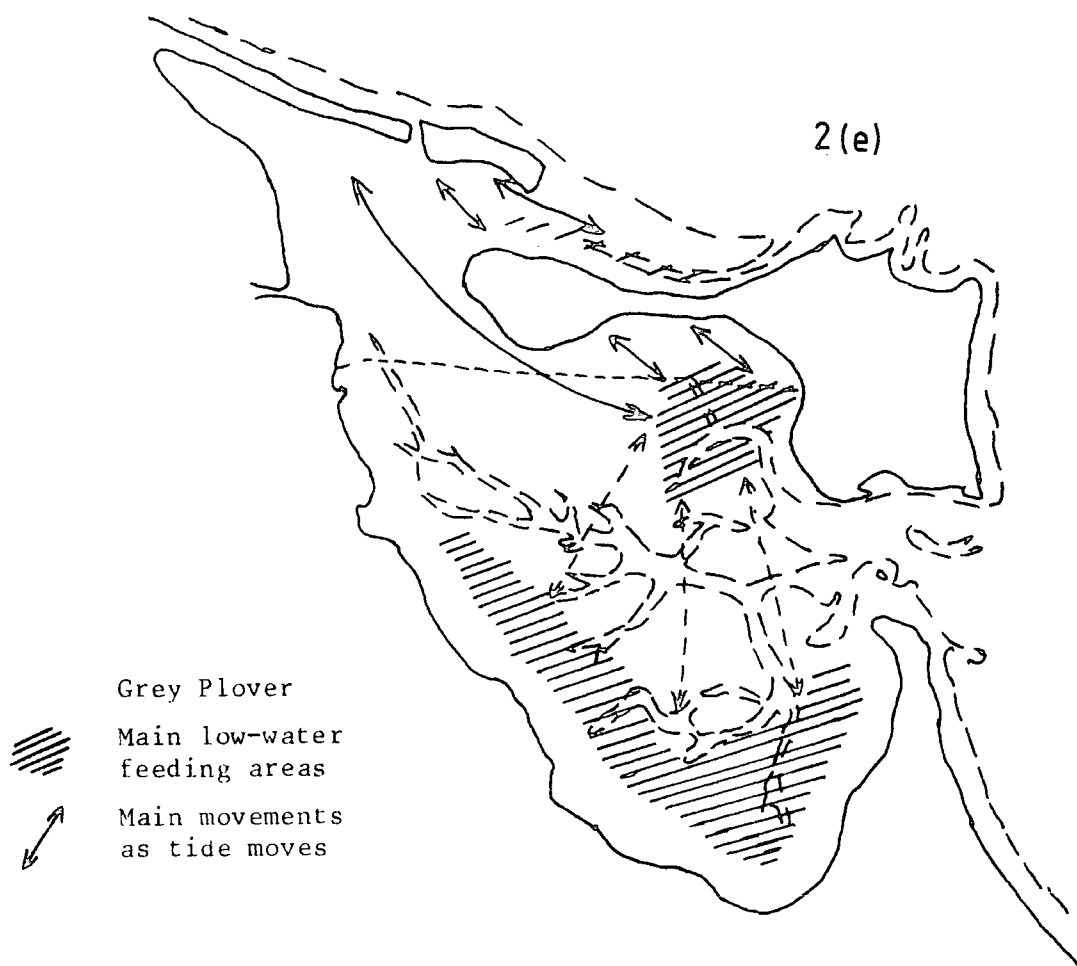 2(e)
Grey Plover
Main low-water
feeding areas
Main movements
as tide moves